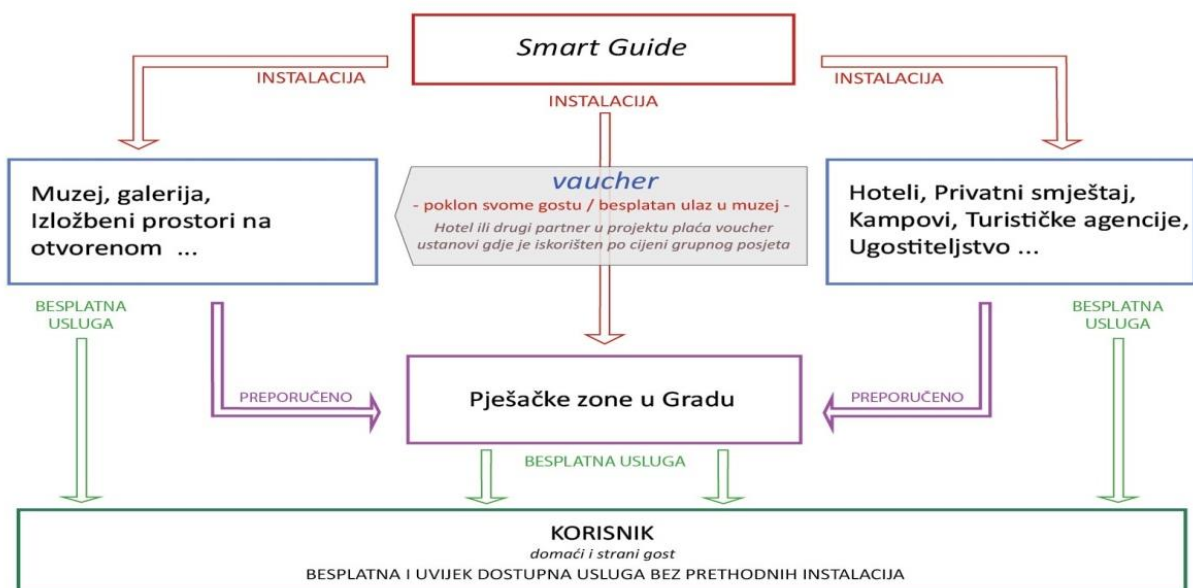 Smart Guide
INSTALACIJA
INSTALACIJA
INSTALACIJA
Muzej, galerija,
Izložbeni prostori na
otvorenom ...
vaucher
- poklon svome gostu / besplatan ulaz u muzej -
Hotel ili drugi partner u projektu plaća voucher
ustanovi gdje je iskorišten po cijeni grupnog posjeta
Hoteli, Privatni smještaj,
Kampovi, Turističke agencije,
Ugostiteljstvo ...
BESPLATNA
USLUGA
BESPLATNA
USLUGA
PREPORUČENO
Pješačke zone u Gradu
PREPORUČENO
BESPLATNA USLUGA
KORISNIK
domaći i strani gost
BESPLATNA I UVIJEK DOSTUPNA USLUGA BEZ PRETHODNIH INSTALACIJA